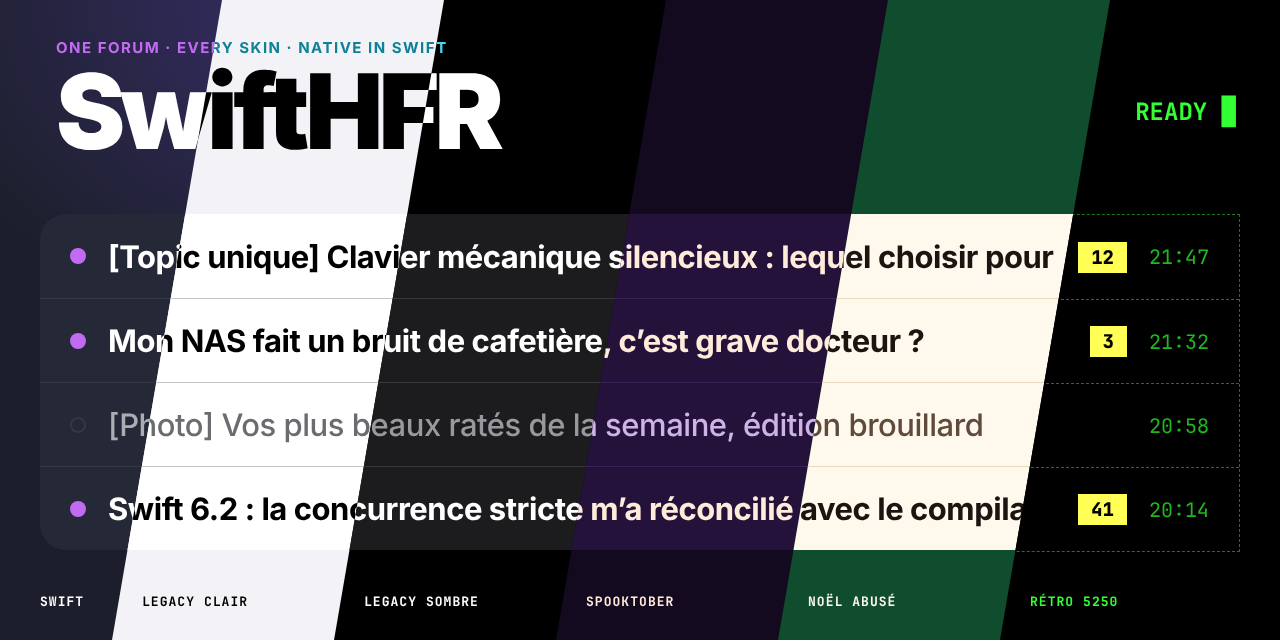 ONE FORUM · EVERY SKIN · NATIVE IN SWIFT
SwiftHFR
READY
[Topic unique] Clavier mécanique silencieux : lequel choisir pour 12 21:47
Mon NAS fait un bruit de cafetière, c’est grave docteur ? 3 21:32
[Photo] Vos plus beaux ratés de la semaine, édition brouillard 20:58
Swift 6.2 : la concurrence stricte m’a réconcilié avec le compila 41 20:14
SWIFT LEGACY CLAIR LEGACY SOMBRE SPOOKTOBER NOËL ABUSÉ RÉTRO 5250